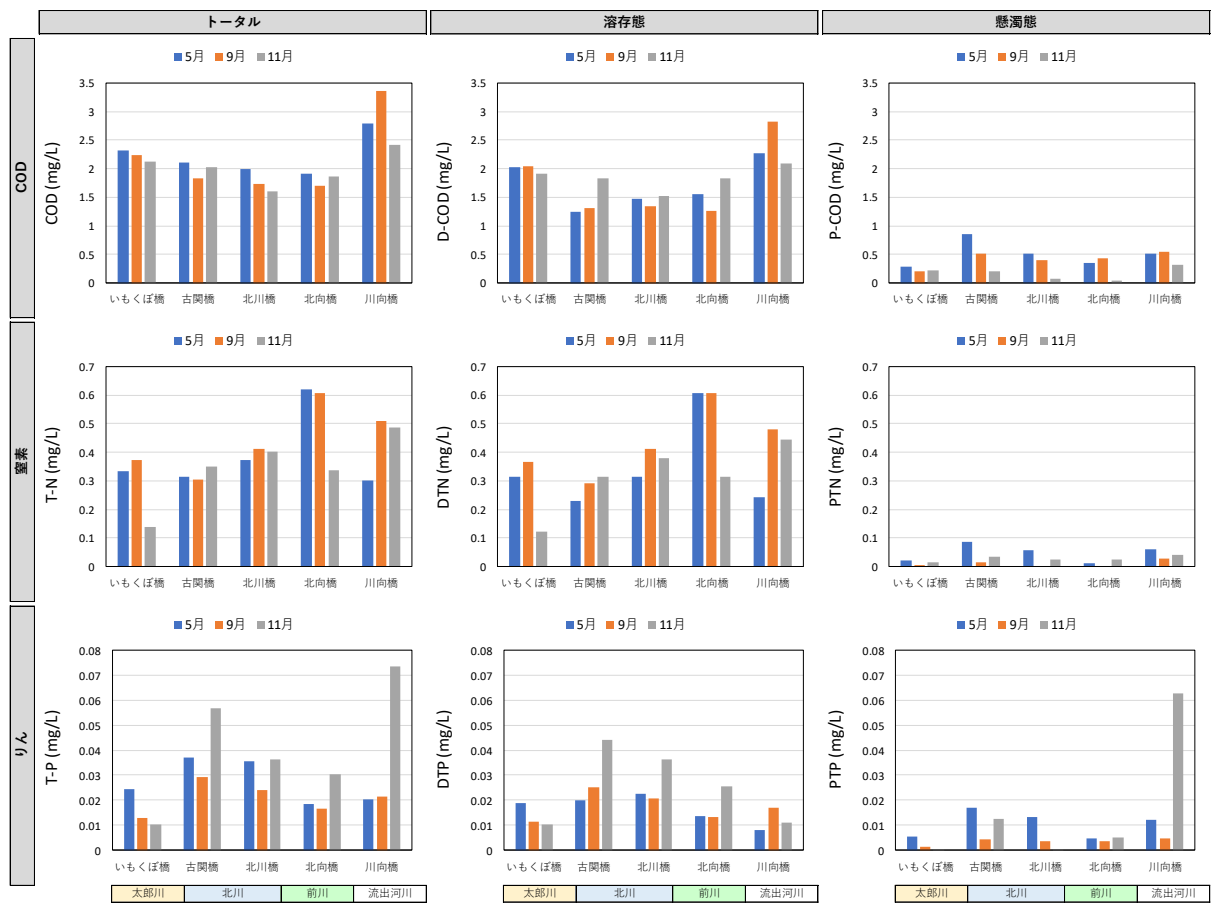 トータル 溶存態 懸濁態
COD
5月 9月 11月
COD (mg/L)
3.5
3
2.5
2
1.5
1
0.5
0
いもくぼ橋 古関橋 北川橋 北向橋 川向橋
5月 9月 11月
D-COD (mg/L)
3.5
3
2.5
2
1.5
1
0.5
0
いもくぼ橋 古関橋 北川橋 北向橋 川向橋
5月 9月 11月
P-COD (mg/L)
3.5
3
2.5
2
1.5
1
0.5
0
いもくぼ橋 古関橋 北川橋 北向橋 川向橋
窒素
5月 9月 11月
T-N (mg/L)
0.7
0.6
0.5
0.4
0.3
0.2
0.1
0
いもくぼ橋 古関橋 北川橋 北向橋 川向橋
5月 9月 11月
DTN (mg/L)
0.7
0.6
0.5
0.4
0.3
0.2
0.1
0
いもくぼ橋 古関橋 北川橋 北向橋 川向橋
5月 9月 11月
PTN (mg/L)
0.7
0.6
0.5
0.4
0.3
0.2
0.1
0
いもくぼ橋 古関橋 北川橋 北向橋 川向橋
りん
5月 9月 11月
T-P (mg/L)
0.08
0.07
0.06
0.05
0.04
0.03
0.02
0.01
0
いもくぼ橋 古関橋 北川橋 北向橋 川向橋
太郎川 北川 前川 流出河川
5月 9月 11月
DTP (mg/L)
0.08
0.07
0.06
0.05
0.04
0.03
0.02
0.01
0
いもくぼ橋 古関橋 北川橋 北向橋 川向橋
太郎川 北川 前川 流出河川
5月 9月 11月
PTP (mg/L)
0.08
0.07
0.06
0.05
0.04
0.03
0.02
0.01
0
いもくぼ橋 古関橋 北川橋 北向橋 川向橋
太郎川 北川 前川 流出河川